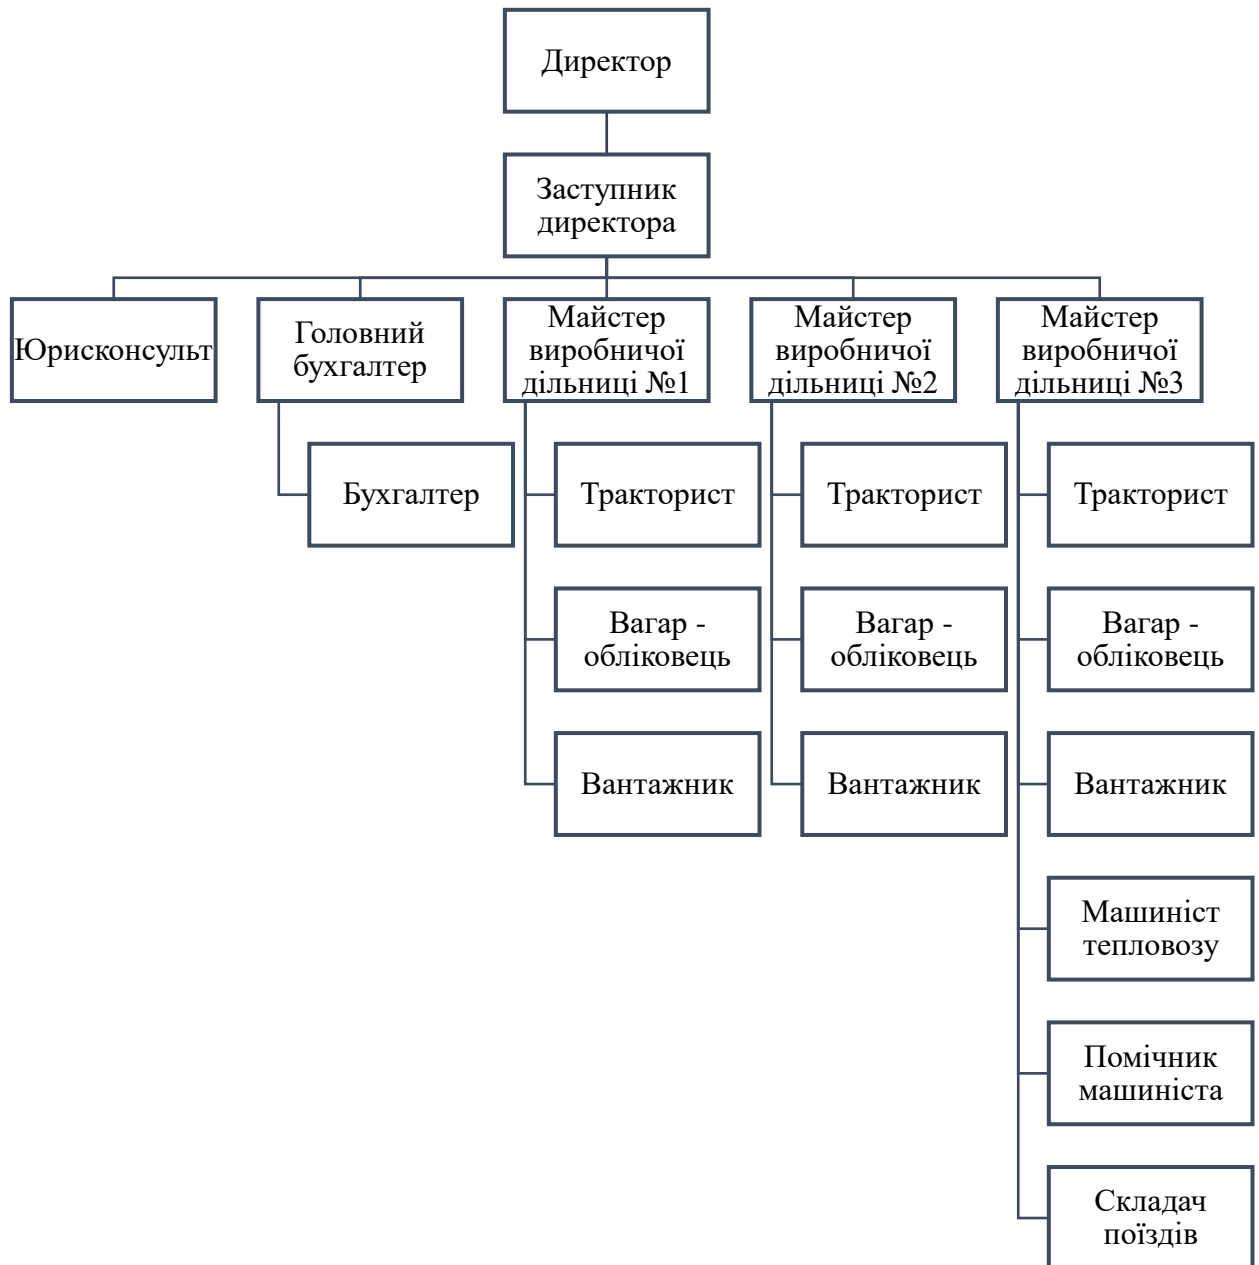 Директор
Заступник
директора
Юрисконсульт
Головний
бухгалтер
Майстер
виробничої
дільниці №1
Майстер
виробничої
дільниці №2
Майстер
виробничої
дільниці №3
Бухгалтер
Тракторист
Тракторист
Тракторист
Вагар -
обліковець
Вагар -
обліковець
Вагар -
обліковець
Вантажник
Вантажник
Вантажник
Машиніст
тепловозу
Помічник
машиніста
Складач
поїздів